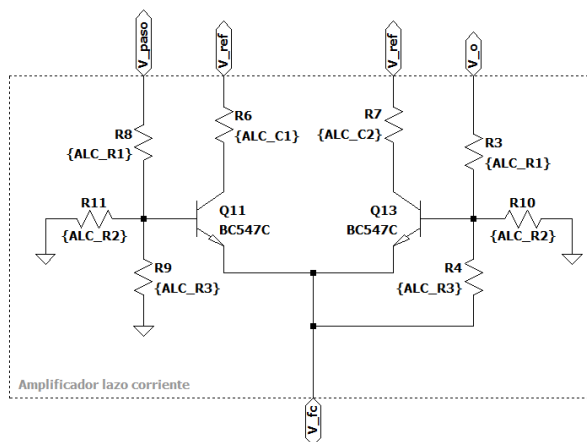 V_paso
V_ref
V_ref
V_o
R6
{ALC_C1}
R7
{ALC_C2}
R8
{ALC_R1}
R3
{ALC_R1}
R11
{ALC_R2}
Q11
BC547C
Q13
BC547C
R10
{ALC_R2}
R9
{ALC_R3}
R4
{ALC_R3}
Amplificador lazo corriente
V_fc